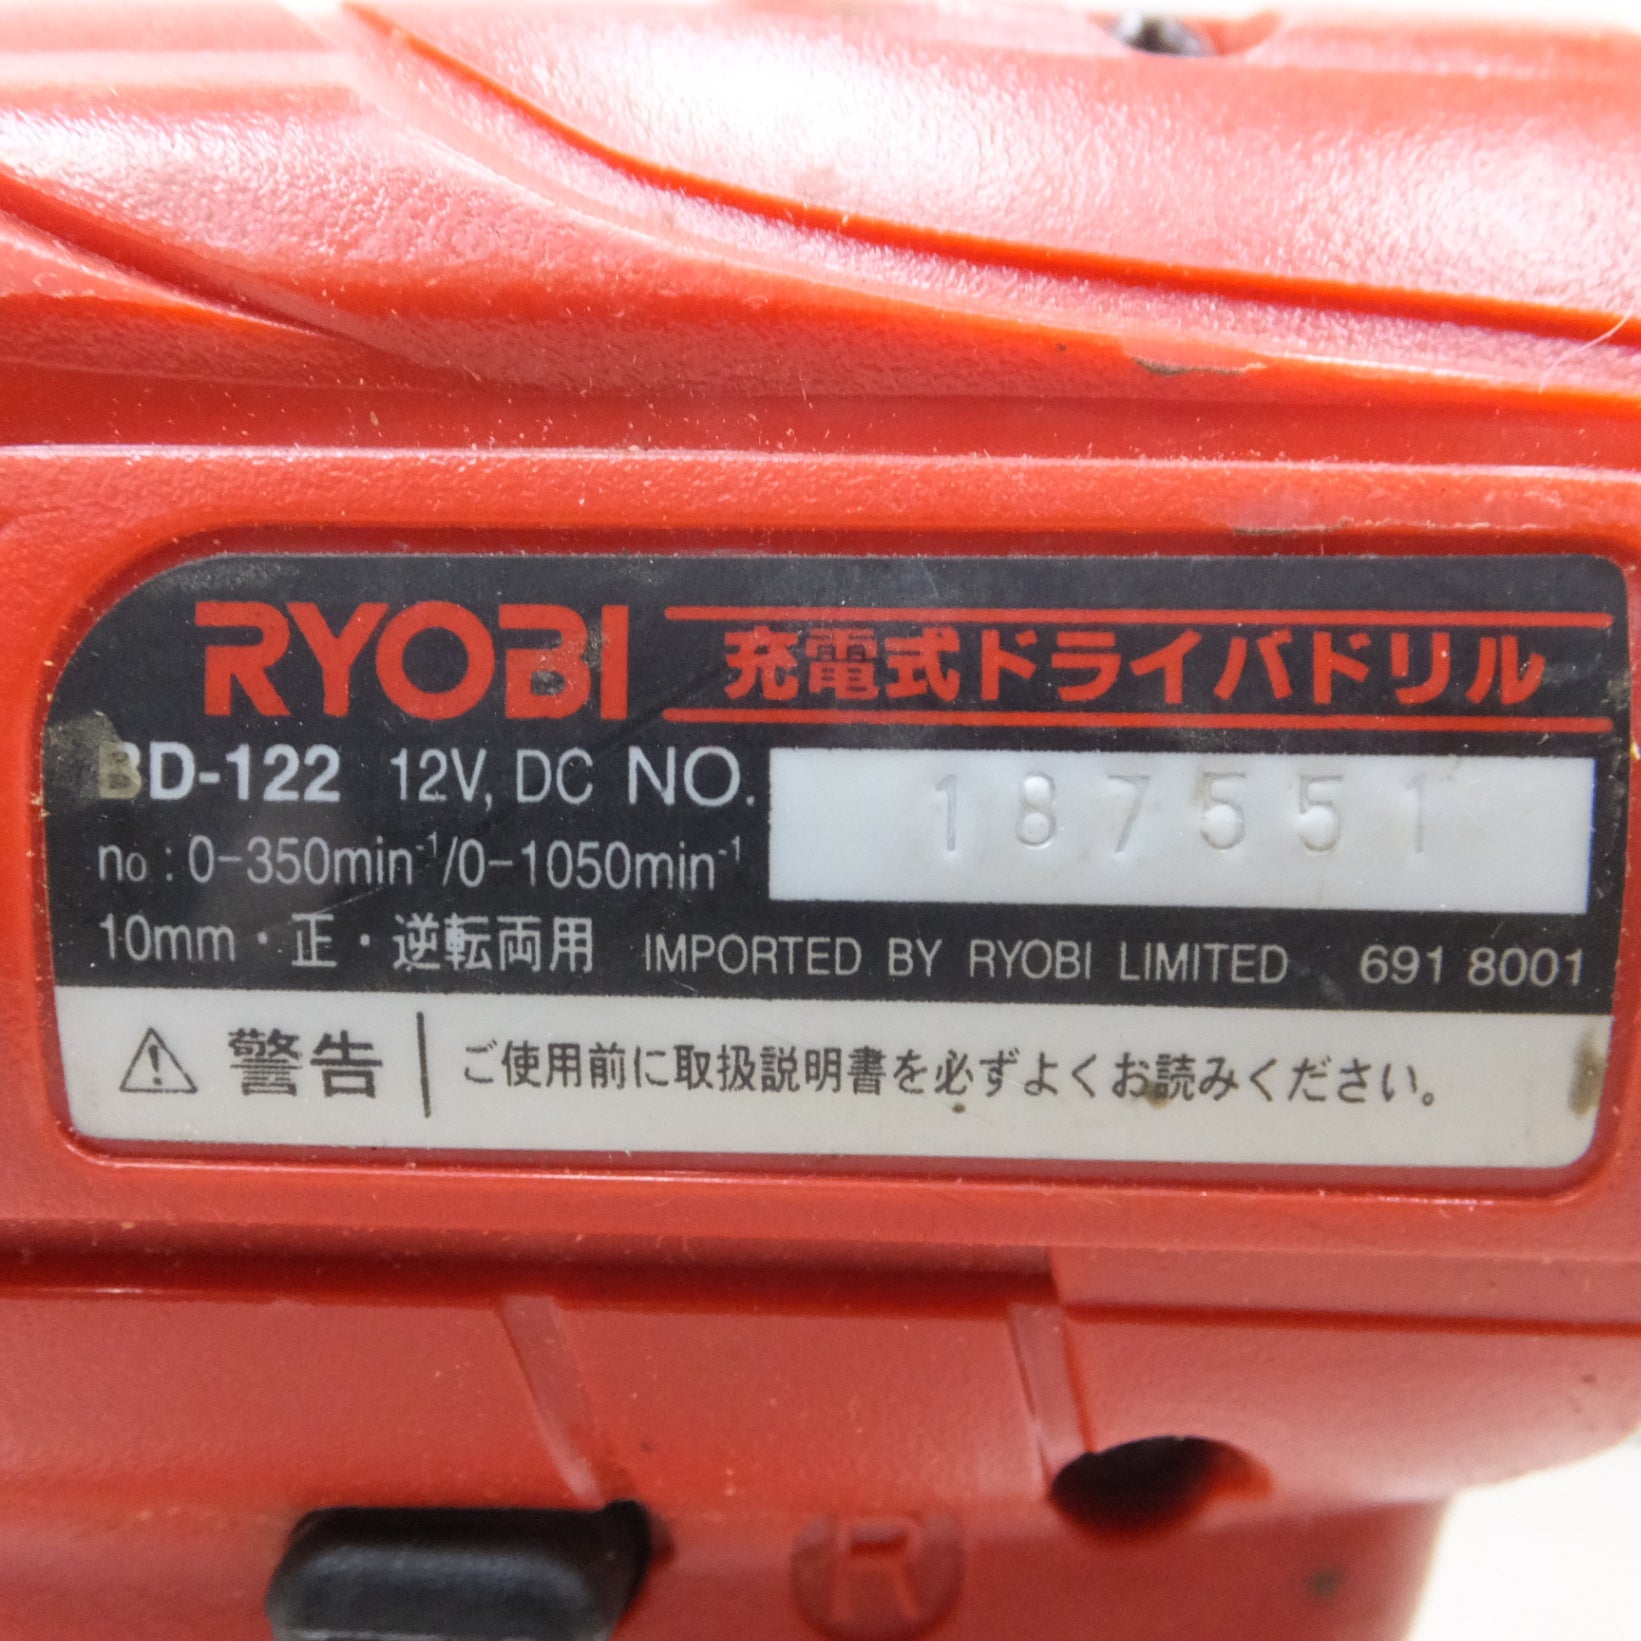 RYOBI 充電式ドライバドリル
BD-122 12V, DC NO. 187551
no : 0-350min⁻¹/0-1050min⁻¹
10mm・正・逆転両用 IMPORTED BY RYOBI LIMITED 691 8001
⚠ 警告 | ご使用前に取扱説明書を必ずよくお読みください。
R